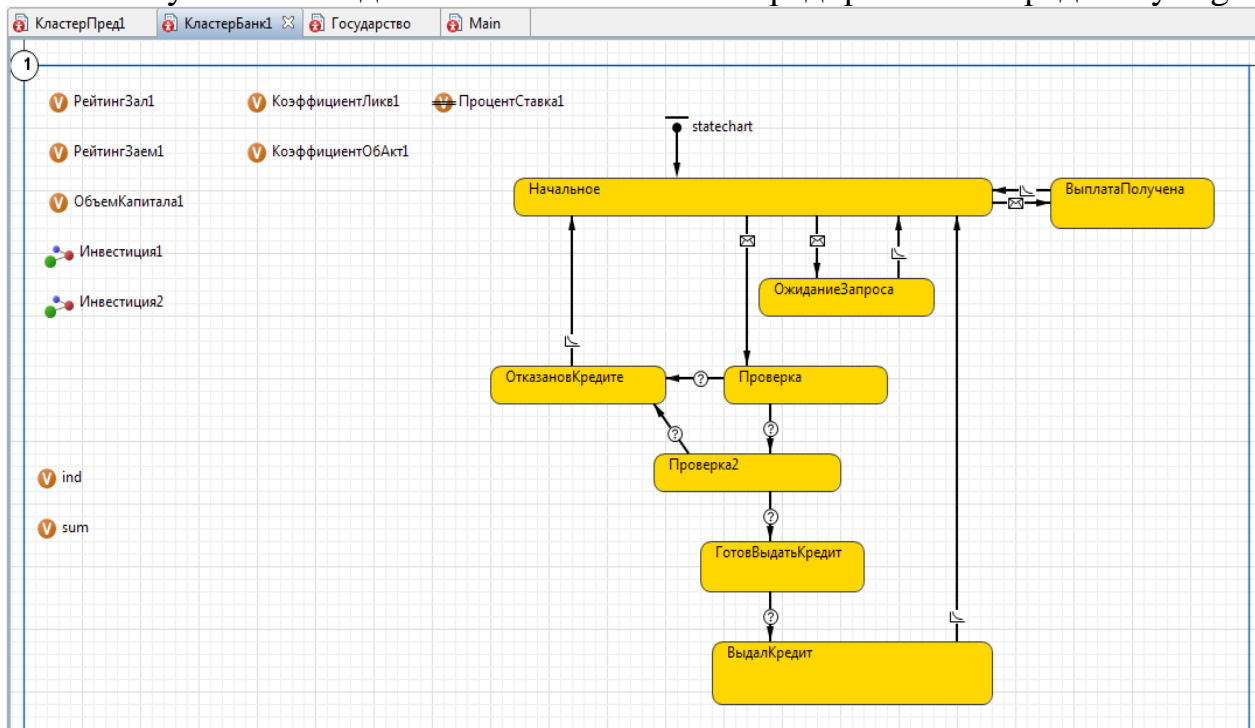 КластерПред1 КластерБанк1 Государство Main
1
РейтингЗал1 КоэффициентЛикв1 ПроцентСтавка1
statechart
РейтингЗаем1 КоэффициентОбАкт1
Начальное ВыплатаПолучена
ОбъемКапитала1
Инвестиция1
ОжиданиеЗапроса
Инвестиция2
ОтказановКредите Проверка
Проверка2
ind
sum
ГотовВыдатьКредит
ВыдалКредит